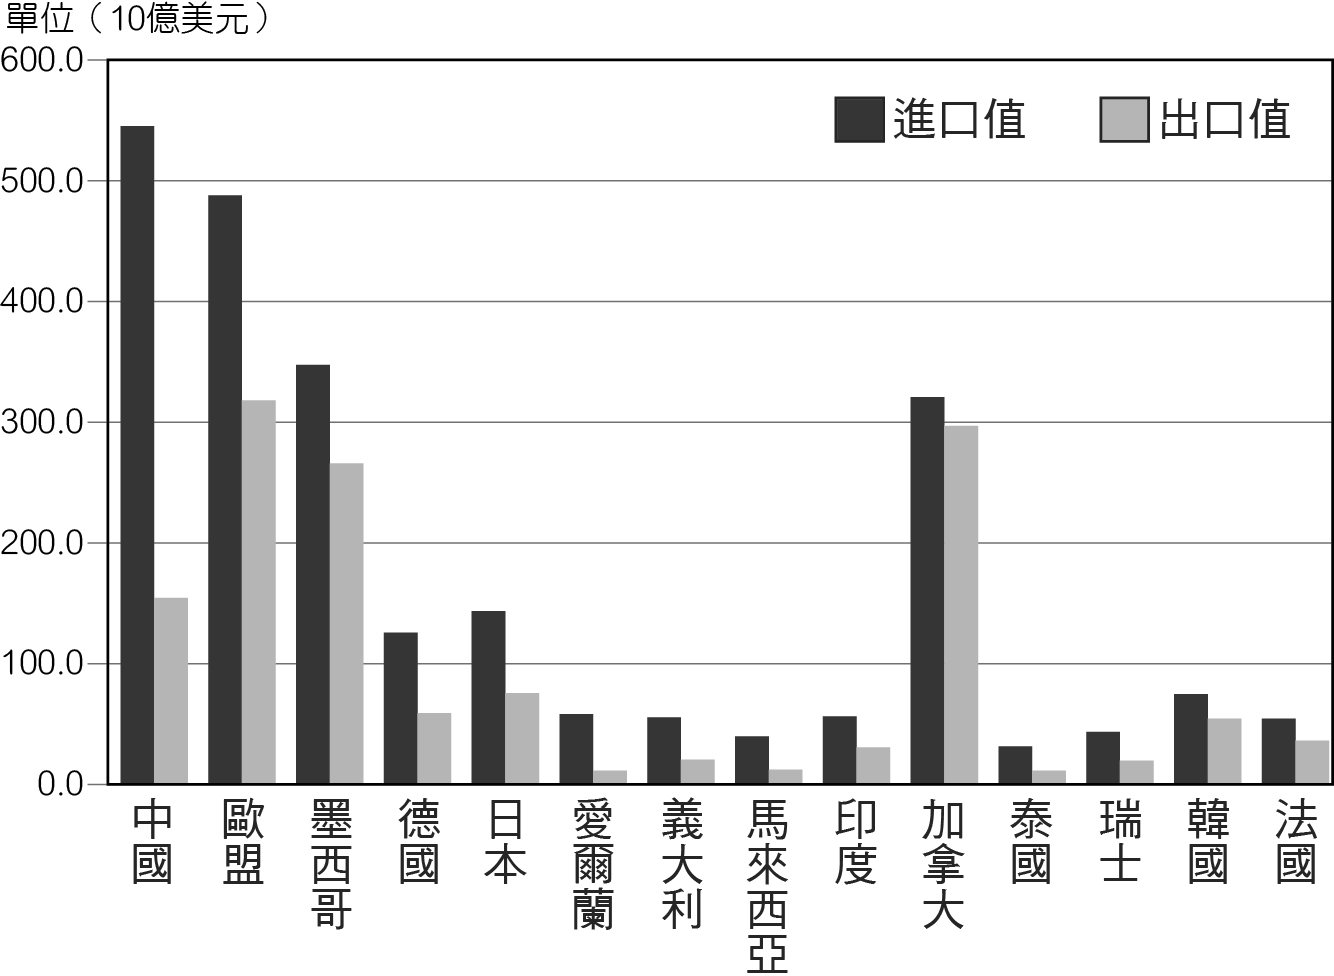 單位（10億美元）
600.0
500.0
400.0
300.0
200.0
100.0
0.0
進口值
出口值
中國
歐盟
墨西哥
德國
日本
愛爾蘭
義大利
馬來西亞
印度
加拿大
泰國
瑞士
韓國
法國